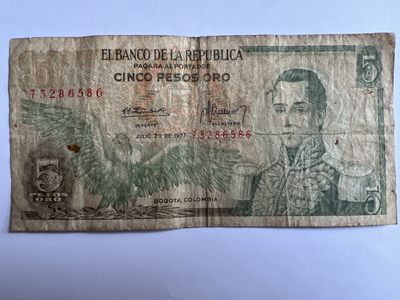 EL BANCO DE LA REPUBLICA
PAGARA AL PORTADOR
CINCO PESOS ORO
5
5
73286586
GERENTE
SECRETARIO
JULIO 20 DE 1977
73286586
5
PESOS
ORO
BOGOTA, COLOMBIA
5